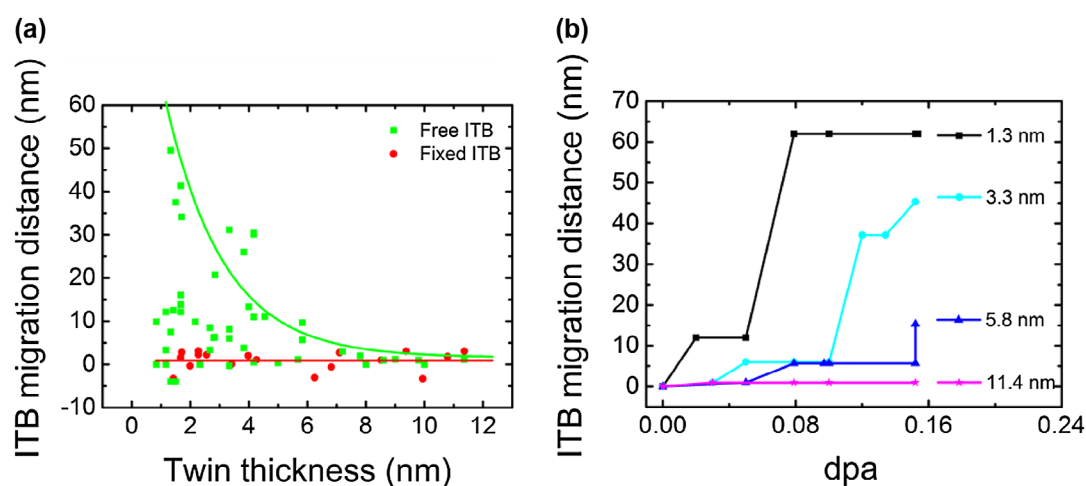 (a)
ITB migration distance (nm)
60
50
40
30
20
10
0
-10
Free ITB
Fixed ITB
0 2 4 6 8 10 12
Twin thickness (nm)
(b)
ITB migration distance (nm)
70
60
50
40
30
20
10
0
1.3 nm
3.3 nm
5.8 nm
11.4 nm
0.00 0.08 0.16 0.24
dpa